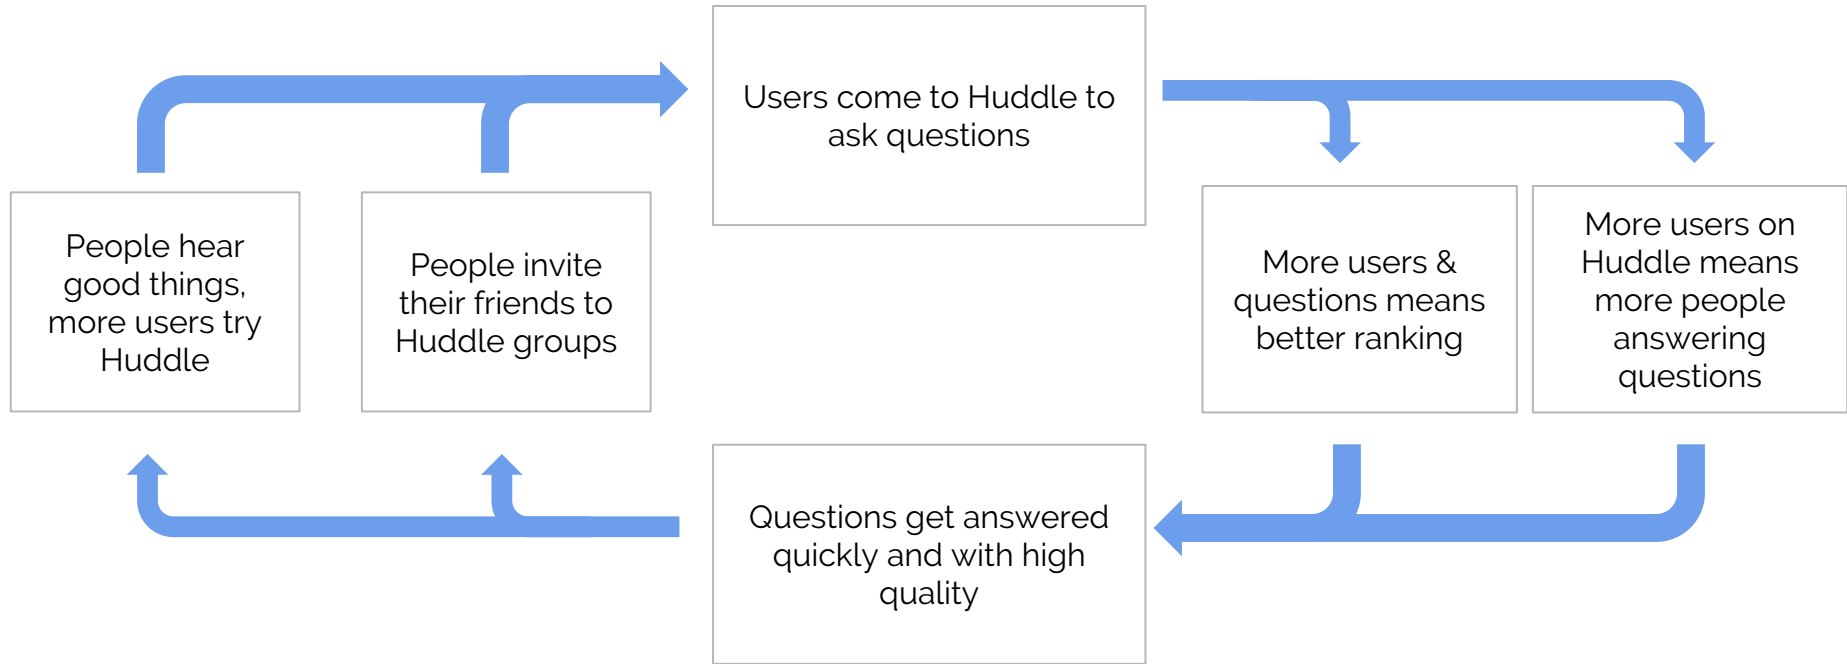 Users come to Huddle to
ask questions
People hear
good things,
more users try
Huddle
People invite
their friends to
Huddle groups
More users &
questions means
better ranking
More users on
Huddle means
more people
answering
questions
Questions get answered
quickly and with high
quality